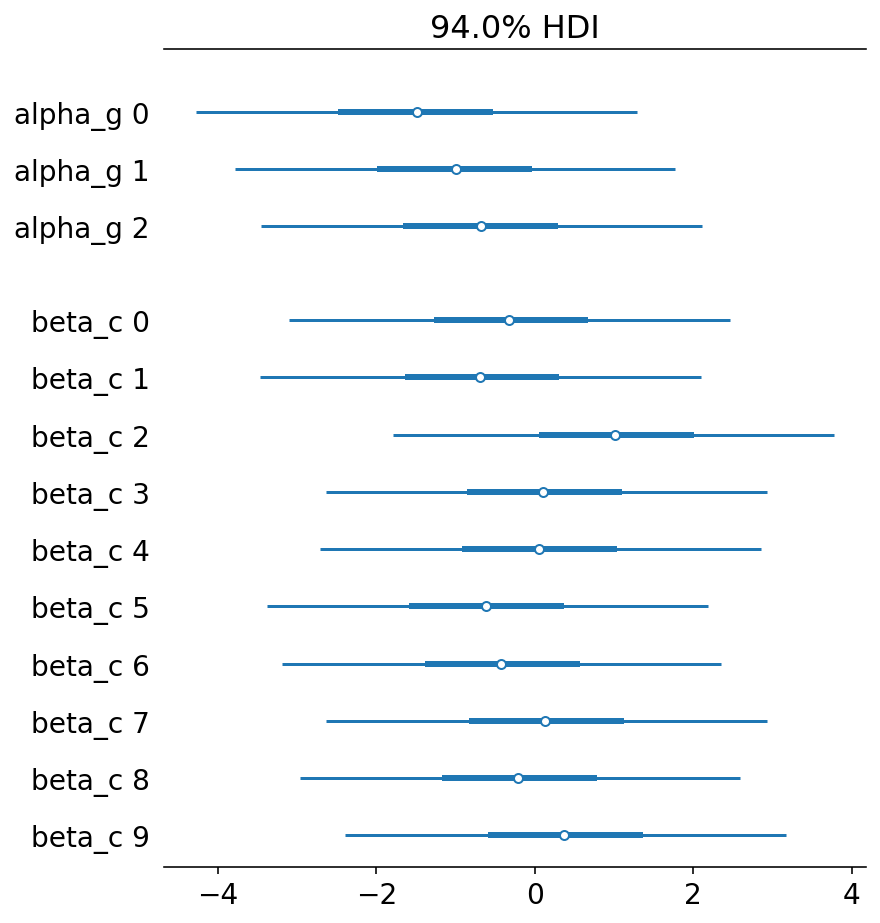 94.0% HDI
alpha_g 0
alpha_g 1
alpha_g 2
beta_c 0
beta_c 1
beta_c 2
beta_c 3
beta_c 4
beta_c 5
beta_c 6
beta_c 7
beta_c 8
beta_c 9
−4 −2 0 2 4